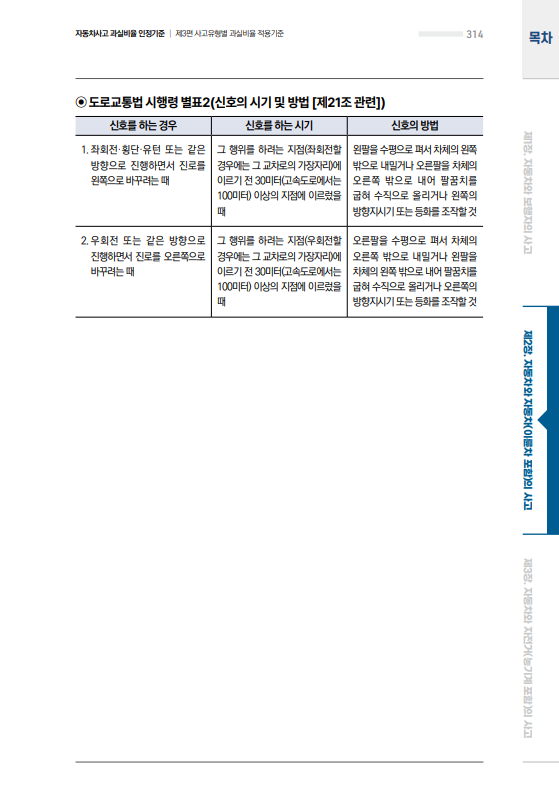 자동차사고 과실비율 인정기준 | 제3편 사고유형별 과실비율 적용기준
314
목차
◉ 도로교통법 시행령 별표2(신호의 시기 및 방법 [제21조 관련])
신호를 하는 경우
신호를 하는 시기
신호의 방법
1. 좌회전·횡단·유턴 또는 같은
방향으로 진행하면서 진로를
왼쪽으로 바꾸려는 때
그 행위를 하려는 지점(좌회전할
경우에는 그 교차로의 가장자리)에
이르기 전 30미터(고속도로에서는
100미터) 이상의 지점에 이르렀을
때
왼팔을 수평으로 펴서 차체의 왼쪽
밖으로 내밀거나 오른팔을 차체의
오른쪽 밖으로 내어 팔꿈치를
굽혀 수직으로 올리거나 왼쪽의
방향지시기 또는 등화를 조작할 것
2. 우회전 또는 같은 방향으로
진행하면서 진로를 오른쪽으로
바꾸려는 때
그 행위를 하려는 지점(우회전할
경우에는 그 교차로의 가장자리)에
이르기 전 30미터(고속도로에서는
100미터) 이상의 지점에 이르렀을
때
오른팔을 수평으로 펴서 차체의
오른쪽 밖으로 내밀거나 왼팔을
차체의 왼쪽 밖으로 내어 팔꿈치를
굽혀 수직으로 올리거나 오른쪽의
방향지시기 또는 등화를 조작할 것
제1장. 자동차와 보행자의 사고
제2장. 자동차와 자동차(이륜차 포함)의 사고
제3장. 자동차와 자전거(농기계 포함)의 사고